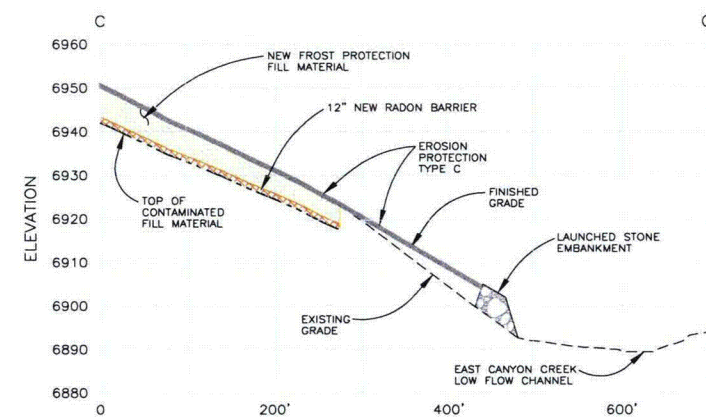 C
6960
6950
6940
6930
6920
6910
6900
6890
6880
ELEVATION
NEW FROST PROTECTION
FILL MATERIAL
12" NEW RADON BARRIER
EROSION
PROTECTION
TYPE C
FINISHED
GRADE
LAUNCHED STONE
EMBANKMENT
TOP OF
CONTAMINATED
FILL MATERIAL
EXISTING
GRADE
EAST CANYON CREEK
LOW FLOW CHANNEL
0
200'
400'
600'